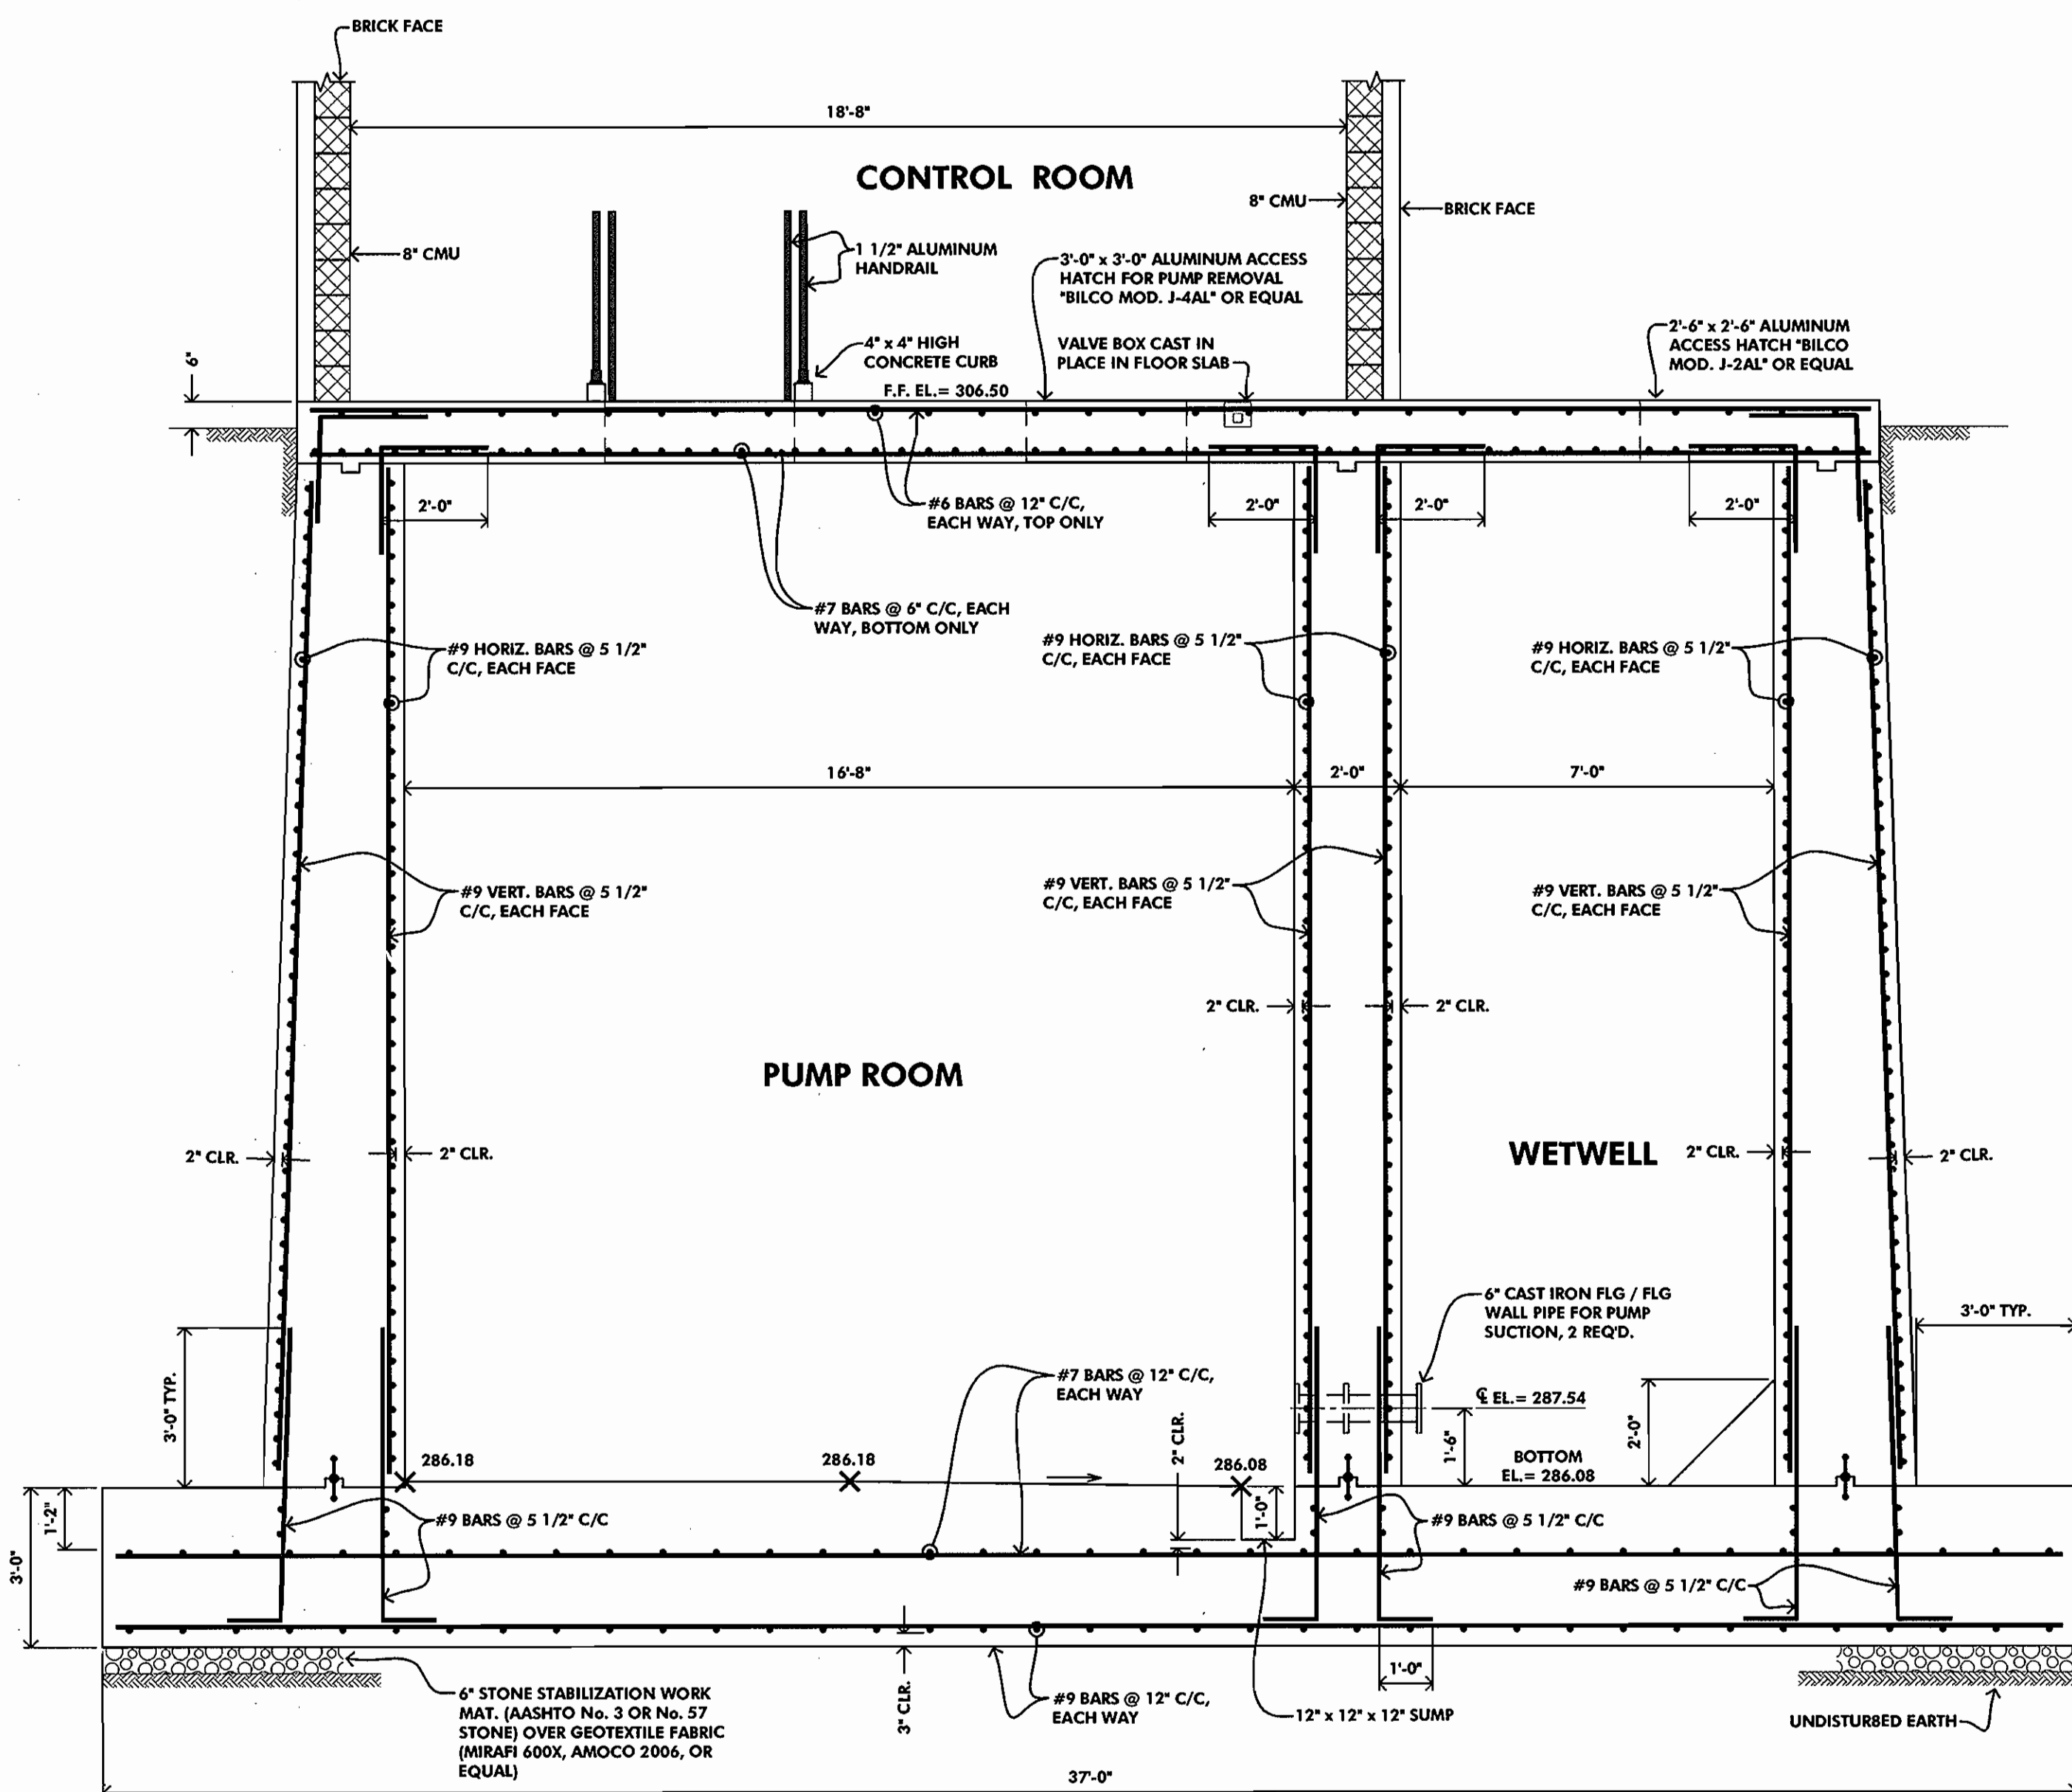 BRICK FACE
18'-8"
CONTROL ROOM
8" CMU
BRICK FACE
8" CMU
1 1/2" ALUMINUM
HANDRAIL
3'-0" x 3'-0" ALUMINUM ACCESS
HATCH FOR PUMP REMOVAL
"BILCO MOD. J-4AL" OR EQUAL
2'-6" x 2'-6" ALUMINUM
ACCESS HATCH "BILCO
MOD. J-2AL" OR EQUAL
4" x 4" HIGH
CONCRETE CURB
VALVE BOX CAST IN
PLACE IN FLOOR SLAB
6"
F.F. EL.= 306.50
2'-0"
#6 BARS @ 12" C/C,
EACH WAY, TOP ONLY
2'-0"
2'-0"
2'-0"
#7 BARS @ 6" C/C, EACH
WAY, BOTTOM ONLY
#9 HORIZ. BARS @ 5 1/2"
C/C, EACH FACE
#9 HORIZ. BARS @ 5 1/2"
C/C, EACH FACE
#9 HORIZ. BARS @ 5 1/2"
C/C, EACH FACE
16'-8"
2'-0"
7'-0"
#9 VERT. BARS @ 5 1/2"
C/C, EACH FACE
#9 VERT. BARS @ 5 1/2"
C/C, EACH FACE
#9 VERT. BARS @ 5 1/2"
C/C, EACH FACE
2" CLR.
2" CLR.
PUMP ROOM
WETWELL
2" CLR.
2" CLR.
2" CLR.
2" CLR.
6" CAST IRON FLG / FLG
WALL PIPE FOR PUMP
SUCTION, 2 REQ'D.
3'-0" TYP.
3'-0" TYP.
#7 BARS @ 12" C/C,
EACH WAY
℄ EL.= 287.54
2" CLR.
1'-6"
2'-0"
286.18
286.18
286.08
BOTTOM
EL.= 286.08
1'-2"
1'-0"
#9 BARS @ 5 1/2" C/C
#9 BARS @ 5 1/2" C/C
3'-0"
#9 BARS @ 5 1/2" C/C
3" CLR.
1'-0"
6" STONE STABILIZATION WORK
MAT. (AASHTO No. 3 OR No. 57
STONE) OVER GEOTEXTILE FABRIC
(MIRAFI 600X, AMOCO 2006, OR
EQUAL)
#9 BARS @ 12" C/C,
EACH WAY
12" x 12" x 12" SUMP
UNDISTUR8ED EARTH
37'-0"